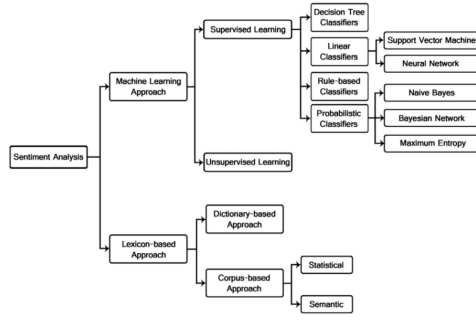 Sentiment Analysis
Machine Learning
Approach
Supervised Learning
Decision Tree
Classifiers
Linear
Classifiers
Support Vector Machine
Neural Network
Rule-based
Classifiers
Probabilistic
Classifiers
Naive Bayes
Bayesian Network
Maximum Entropy
Unsupervised Learning
Lexicon-based
Approach
Dictionary-based
Approach
Corpus-based
Approach
Statistical
Semantic